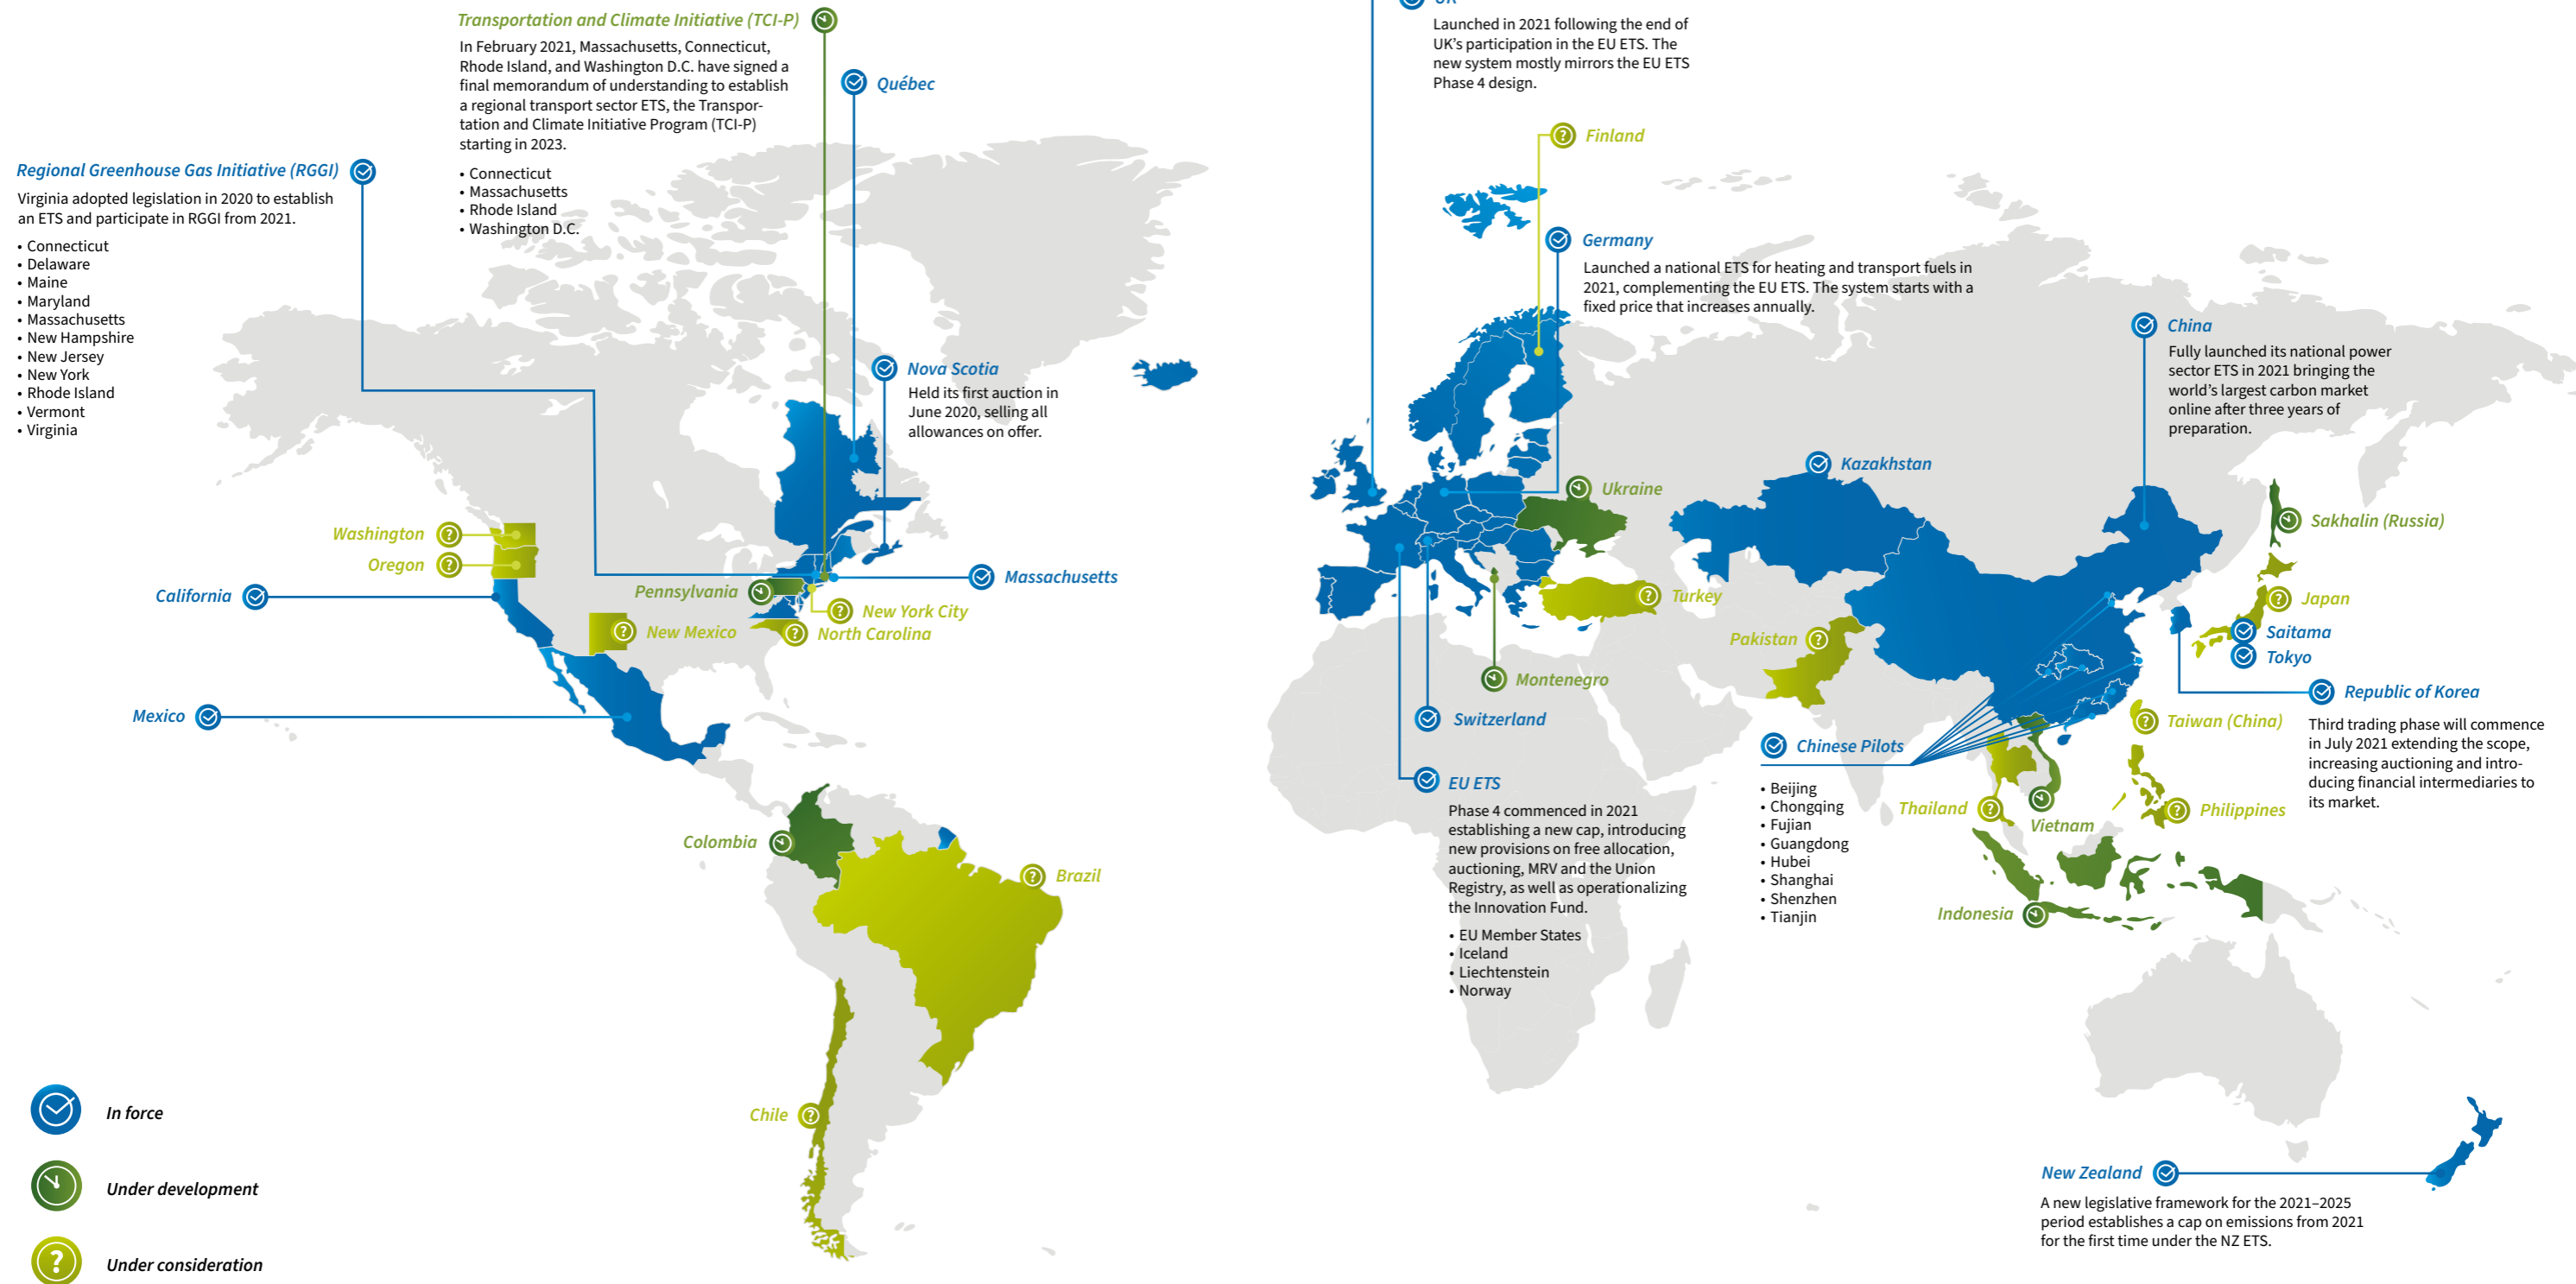 Transportation and Climate Initiative (TCI-P)
In February 2021, Massachusetts, Connecticut,
Rhode Island, and Washington D.C. have signed a
final memorandum of understanding to establish
a regional transport sector ETS, the Transpor-
tation and Climate Initiative Program (TCI-P)
starting in 2023.
• Connecticut
• Massachusetts
• Rhode Island
• Washington D.C.
Québec
Regional Greenhouse Gas Initiative (RGGI)
Virginia adopted legislation in 2020 to establish
an ETS and participate in RGGI from 2021.
• Connecticut
• Delaware
• Maine
• Maryland
• Massachusetts
• New Hampshire
• New Jersey
• New York
• Rhode Island
• Vermont
• Virginia
Nova Scotia
Held its first auction in
June 2020, selling all
allowances on offer.
Washington
Oregon
California
Pennsylvania
Massachusetts
New York City
New Mexico
North Carolina
Mexico
Colombia
Brazil
Chile
UK
Launched in 2021 following the end of
UK's participation in the EU ETS. The
new system mostly mirrors the EU ETS
Phase 4 design.
Finland
Germany
Launched a national ETS for heating and transport fuels in
2021, complementing the EU ETS. The system starts with a
fixed price that increases annually.
China
Fully launched its national power
sector ETS in 2021 bringing the
world's largest carbon market
online after three years of
preparation.
Kazakhstan
Ukraine
Sakhalin (Russia)
Turkey
Japan
Pakistan
Saitama
Tokyo
Montenegro
Switzerland
Republic of Korea
Third trading phase will commence
in July 2021 extending the scope,
increasing auctioning and intro-
ducing financial intermediaries to
its market.
Taiwan (China)
Chinese Pilots
• Beijing
• Chongqing
• Fujian
• Guangdong
• Hubei
• Shanghai
• Shenzhen
• Tianjin
EU ETS
Phase 4 commenced in 2021
establishing a new cap, introducing
new provisions on free allocation,
auctioning, MRV and the Union
Registry, as well as operationalizing
the Innovation Fund.
• EU Member States
• Iceland
• Liechtenstein
• Norway
Thailand
Vietnam
Philippines
Indonesia
New Zealand
A new legislative framework for the 2021–2025
period establishes a cap on emissions from 2021
for the first time under the NZ ETS.
In force
Under development
? Under consideration